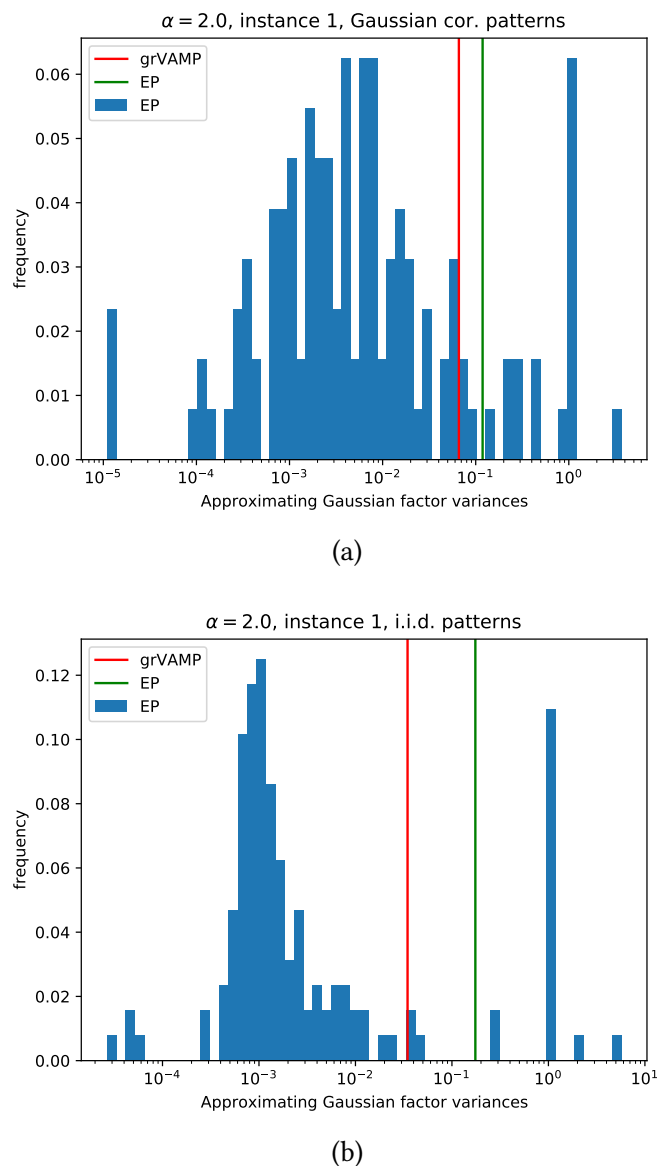 α = 2.0, instance 1, Gaussian cor. patterns
grVAMP
EP
EP
0.06
0.05
0.04
0.03
0.02
0.01
0.00
frequency
10⁻⁵
10⁻⁴
10⁻³
10⁻²
10⁻¹
10⁰
Approximating Gaussian factor variances
(a)
α = 2.0, instance 1, i.i.d. patterns
grVAMP
EP
EP
0.12
0.10
0.08
0.06
0.04
0.02
0.00
frequency
10⁻⁴
10⁻³
10⁻²
10⁻¹
10⁰
10¹
Approximating Gaussian factor variances
(b)